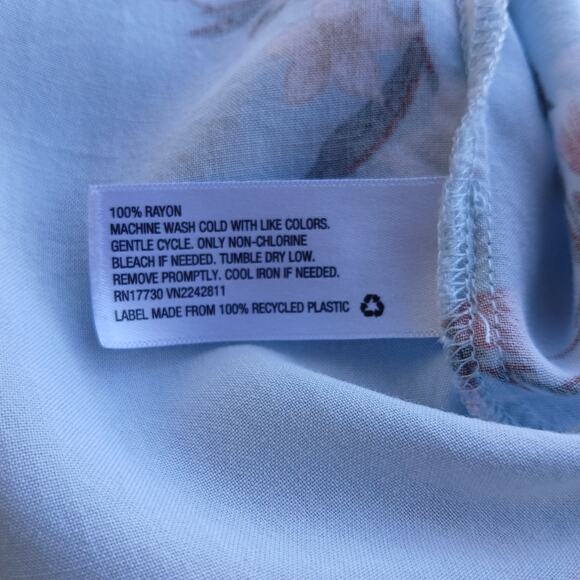 100% RAYON
MACHINE WASH COLD WITH LIKE COLORS.
GENTLE CYCLE. ONLY NON-CHLORINE
BLEACH IF NEEDED. TUMBLE DRY LOW.
REMOVE PROMPTLY. COOL IRON IF NEEDED.
RN17730 VN2242811
LABEL MADE FROM 100% RECYCLED PLASTIC